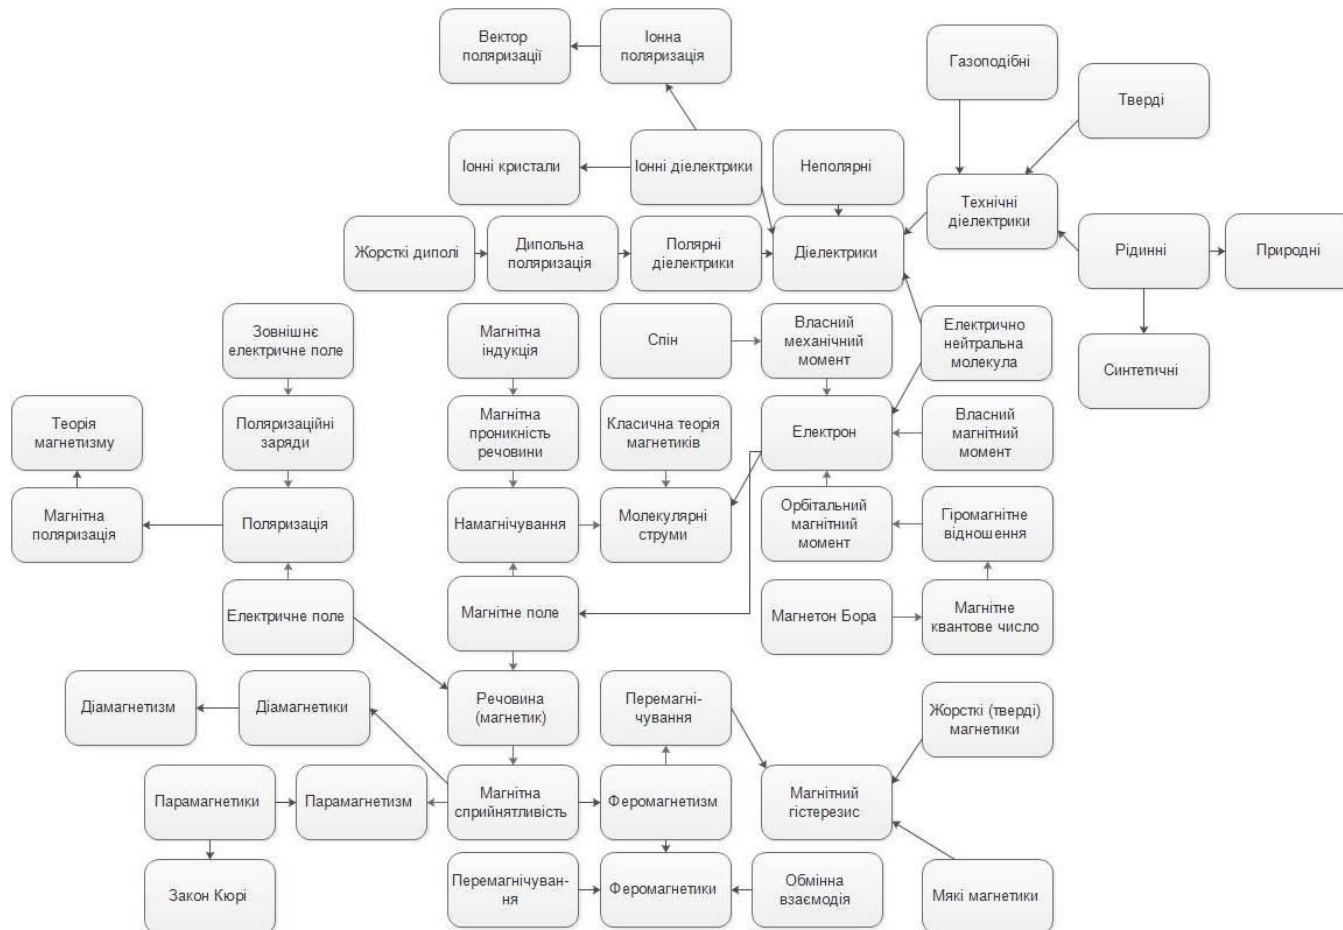 Вектор
поляризації
Іонна
поляризація
Газоподібні
Тверді
Іонні кристали
Іонні діелектрики
Неполярні
Технічні
діелектрики
Жорсткі диполі
Дипольна
поляризація
Полярні
діелектрики
Діелектрики
Рідинні
Природні
Зовнішнє
електричне поле
Магнітна
індукція
Спін
Власний
механічний
момент
Електрично
нейтральна
молекула
Синтетичні
Теорія
магнетизму
Поляризаційні
заряди
Магнітна
проникність
речовини
Класична теорія
магнетиків
Електрон
Власний
магнітний
момент
Магнітна
поляризація
Поляризація
Намагнічування
Молекулярні
струми
Орбітальний
магнітний
момент
Гіромагнітне
відношення
Електричне поле
Магнітне поле
Магнетон Бора
Магнітне
квантове число
Діамагнетизм
Діамагнетики
Речовина
(магнетик)
Перемагні-
чування
Жорсткі (тверді)
магнетики
Парамагнетики
Парамагнетизм
Магнітна
сприйнятливість
Феромагнетизм
Магнітний
гістерезис
Закон Кюрі
Перемагнічуван-
ня
Феромагнетики
Обмінна
взаємодія
Мякі магнетики